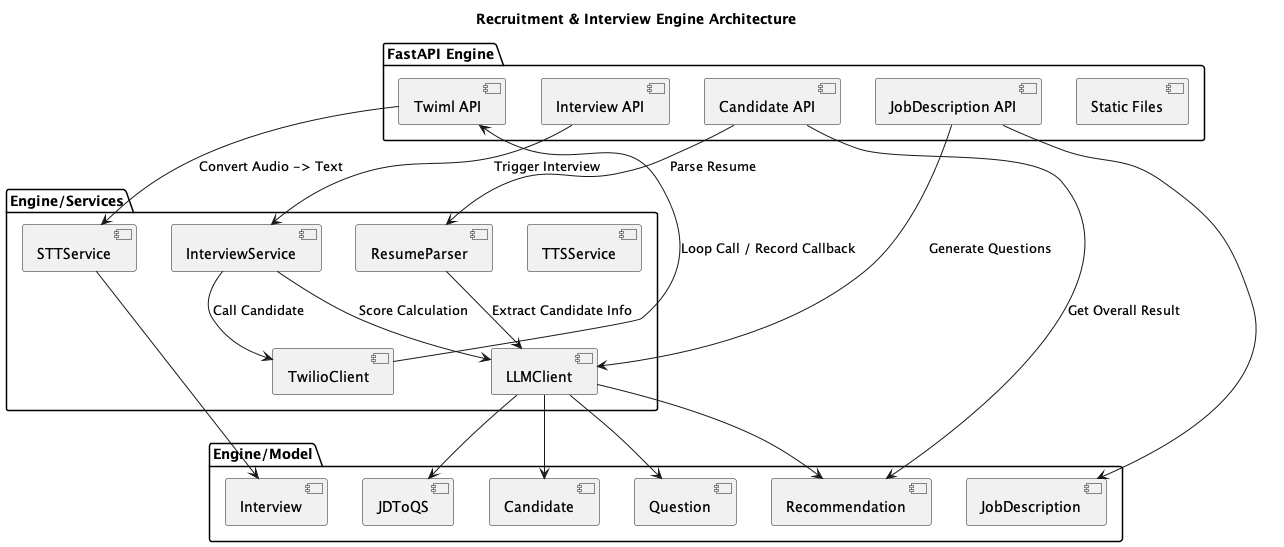 Recruitment & Interview Engine Architecture
FastAPI Engine
Twiml API
Interview API
Candidate API
JobDescription API
Static Files
Convert Audio -> Text
Trigger Interview
Parse Resume
Engine/Services
STTService
InterviewService
ResumeParser
TTSService
Loop Call / Record Callback
Generate Questions
Call Candidate
Score Calculation
Extract Candidate Info
Get Overall Result
TwilioClient
LLMClient
Engine/Model
Interview
JDToQS
Candidate
Question
Recommendation
JobDescription